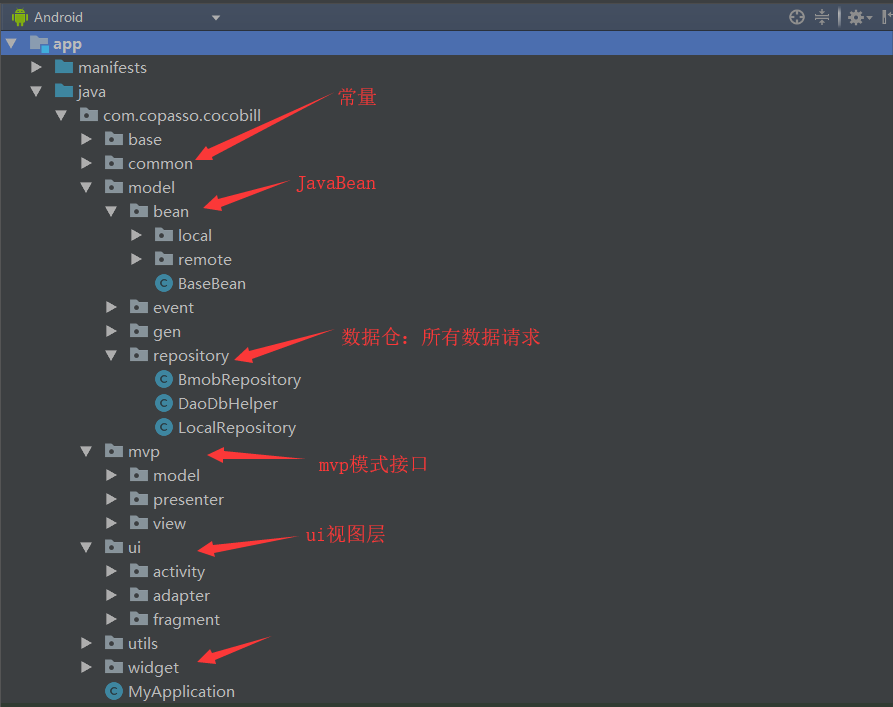 Android
app
manifests
java
常量
com.copasso.cocobill
base
common
JavaBean
model
bean
local
remote
BaseBean
event
gen
数据仓：所有数据请求
repository
BmobRepository
DaoDbHelper
LocalRepository
mvp
mvp模式接口
model
presenter
view
ui视图层
ui
activity
adapter
fragment
utils
widget
MyApplication